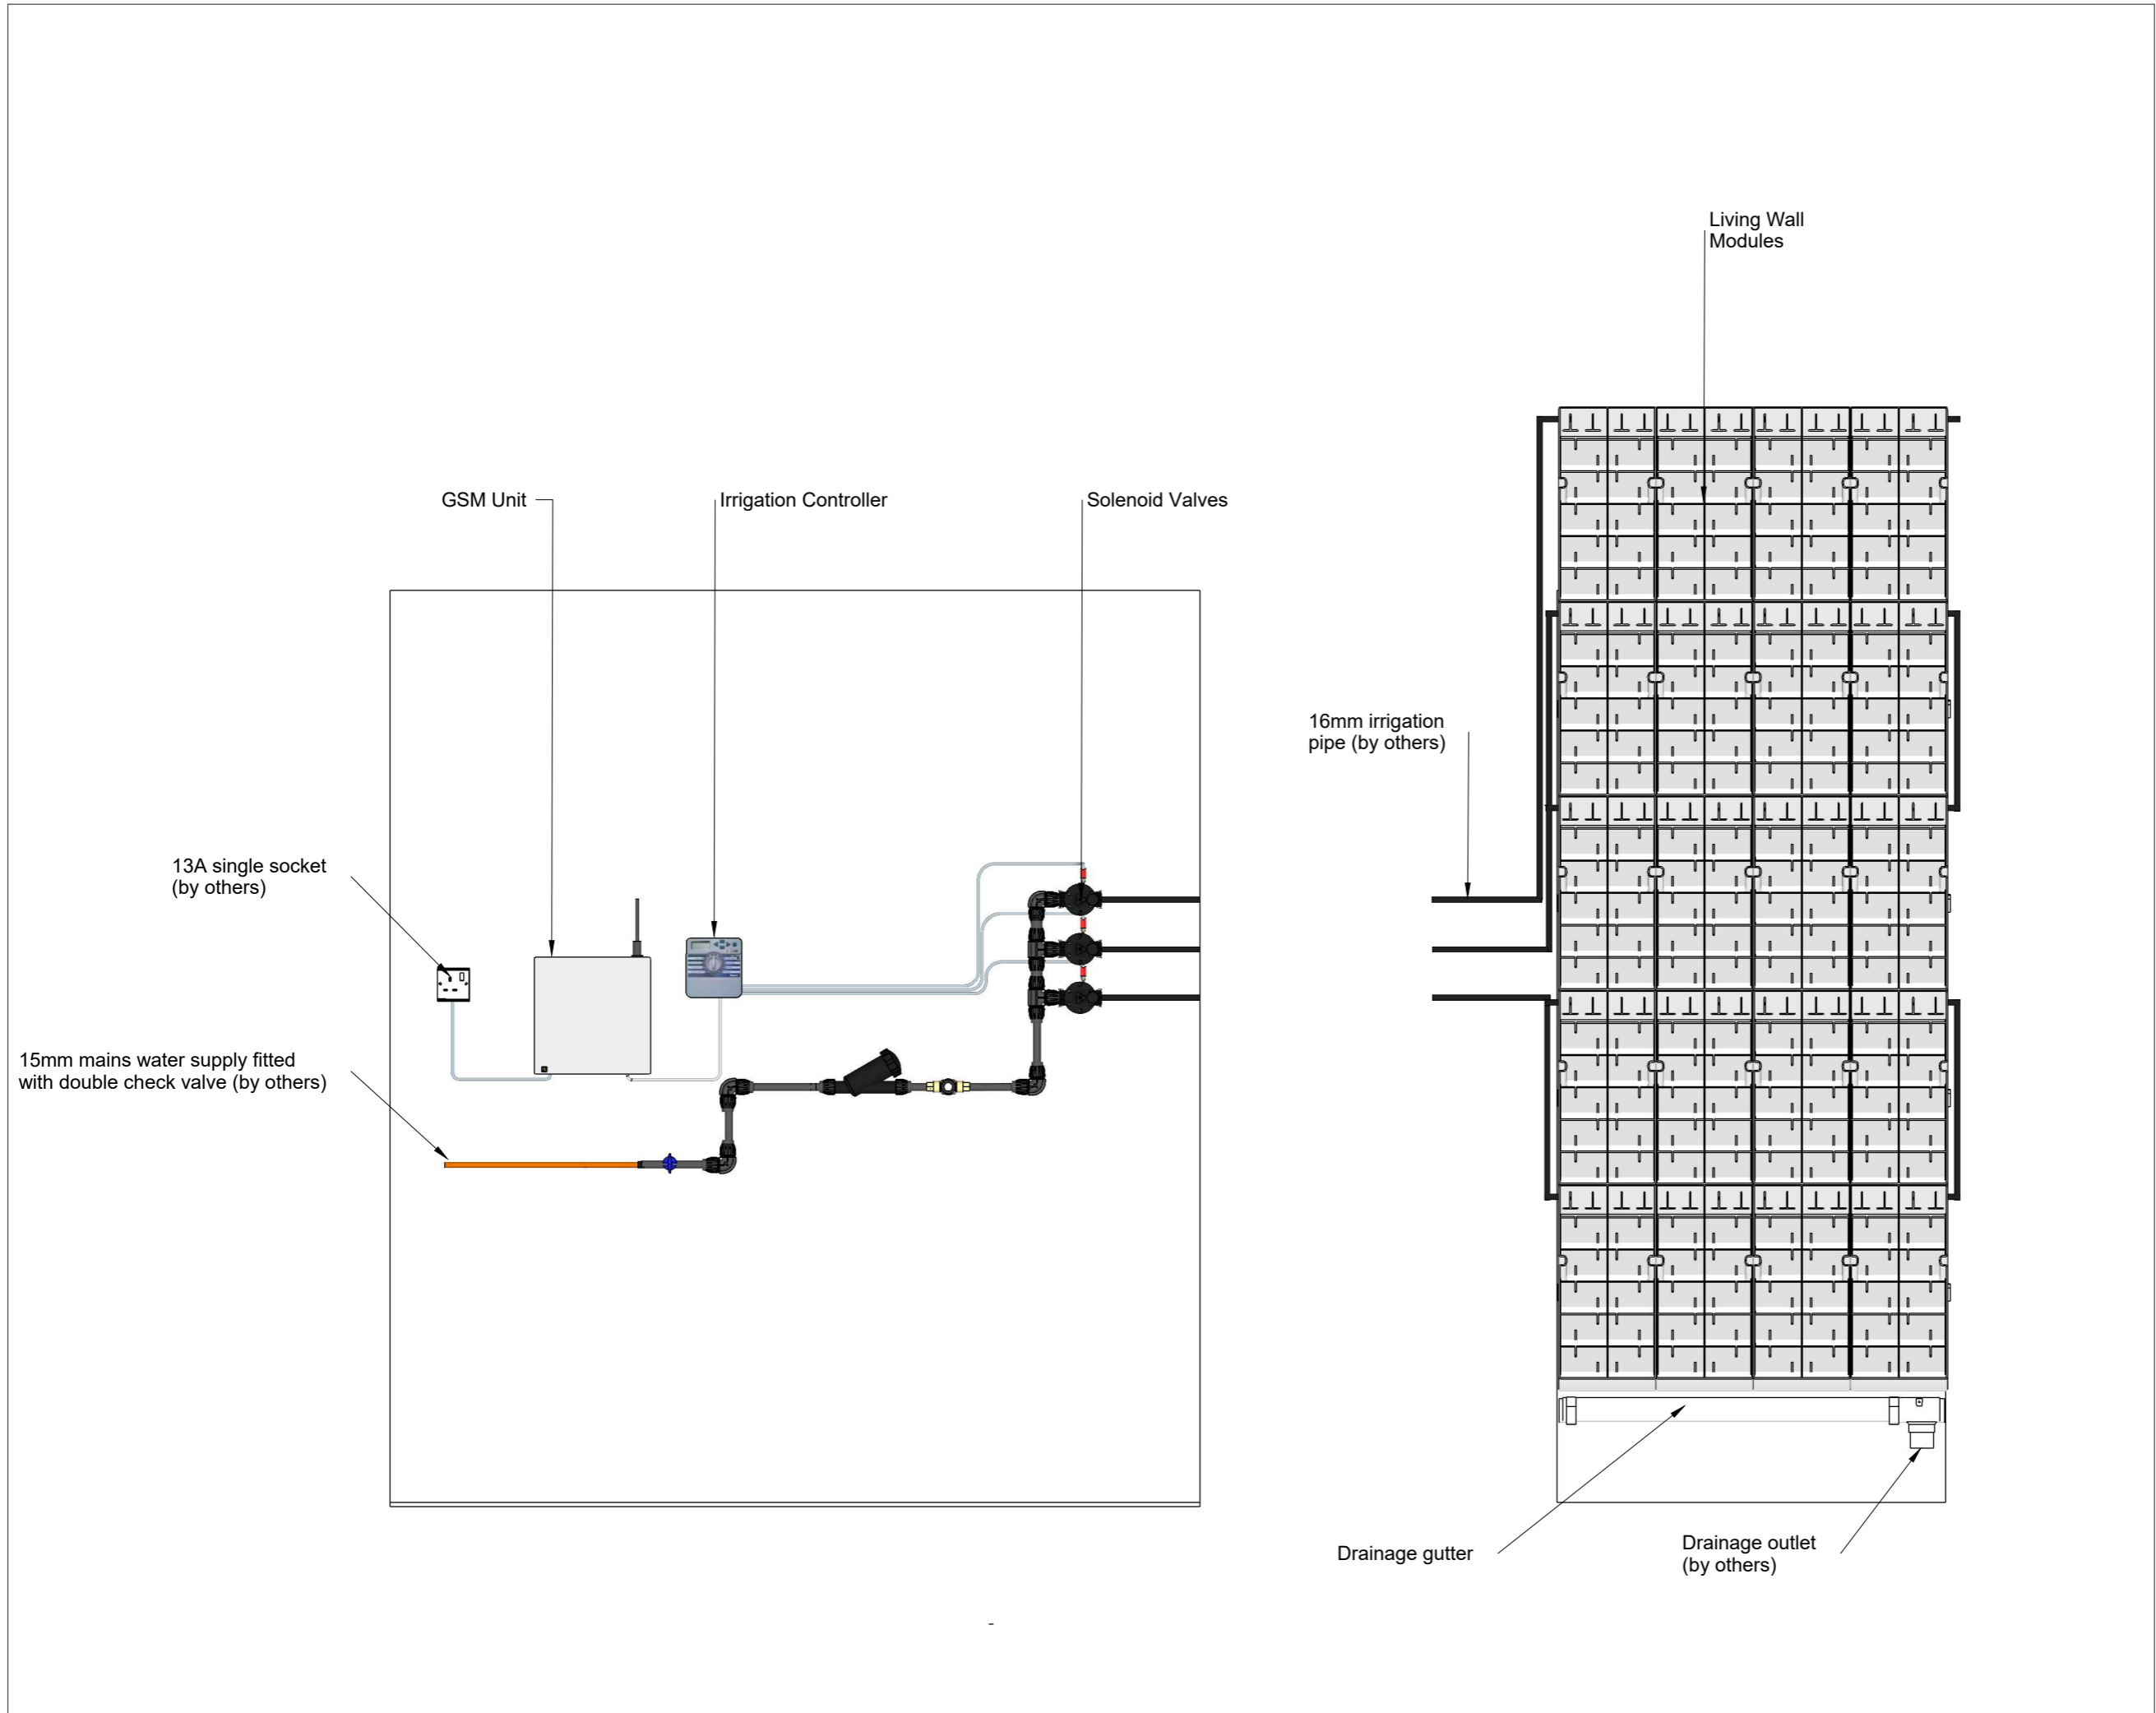 Living Wall
Modules
GSM Unit
Irrigation Controller
Solenoid Valves
16mm irrigation
pipe (by others)
13A single socket
(by others)
15mm mains water supply fitted
with double check valve (by others)
Drainage gutter
Drainage outlet
(by others)
-